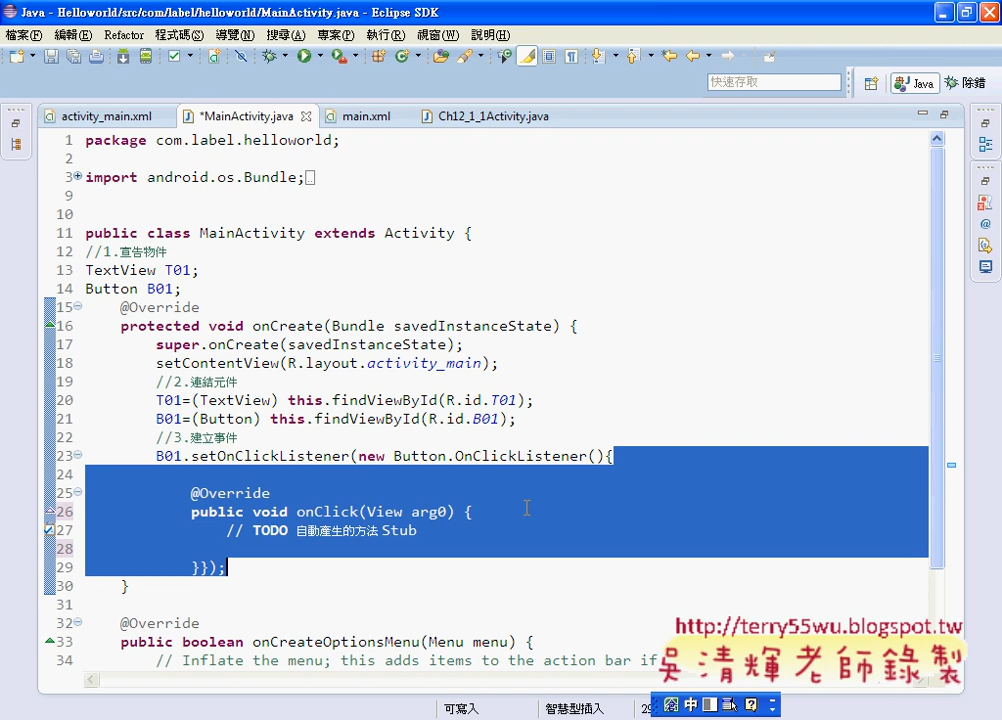 Java - Helloworld/src/com/label/helloworld/MainActivity.java - Eclipse SDK
檔案(F) 編輯(E) Refactor 程式碼(S) 導覽(N) 搜尋(A) 專案(P) 執行(R) 視窗(W) 說明(H)
快速存取 Java 除錯
activity_main.xml *MainActivity.java main.xml Ch12_1_1Activity.java
1 package com.label.helloworld;
2
3 import android.os.Bundle;
9
10
11 public class MainActivity extends Activity {
12 //1.宣告物件
13 TextView T01;
14 Button B01;
15 @Override
16 protected void onCreate(Bundle savedInstanceState) {
17 super.onCreate(savedInstanceState);
18 setContentView(R.layout.activity_main);
19 //2.連結元件
20 T01=(TextView) this.findViewById(R.id.T01);
21 B01=(Button) this.findViewById(R.id.B01);
22 //3.建立事件
23 B01.setOnClickListener(new Button.OnClickListener(){
24
25 @Override
26 public void onClick(View arg0) {
27 // TODO 自動產生的方法 Stub
28
29 }});
30 }
31
32 @Override
33 public boolean onCreateOptionsMenu(Menu menu) {
34 // Inflate the menu; this adds items to the action bar if
http://terry55wu.blogspot.tw
吳清輝老師錄製
可寫入 智慧型插入 29 中